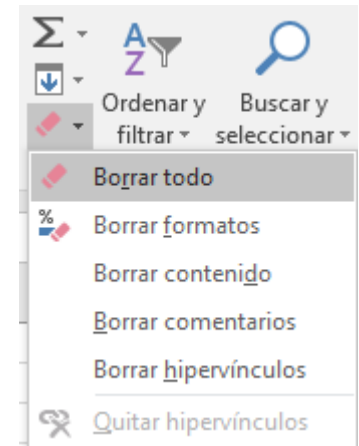 Σ
A
Z
Ordenar y
filtrar
Buscar y
seleccionar
Borrar todo
% Borrar formatos
Borrar contenido
Borrar comentarios
Borrar hipervínculos
Quitar hipervínculos